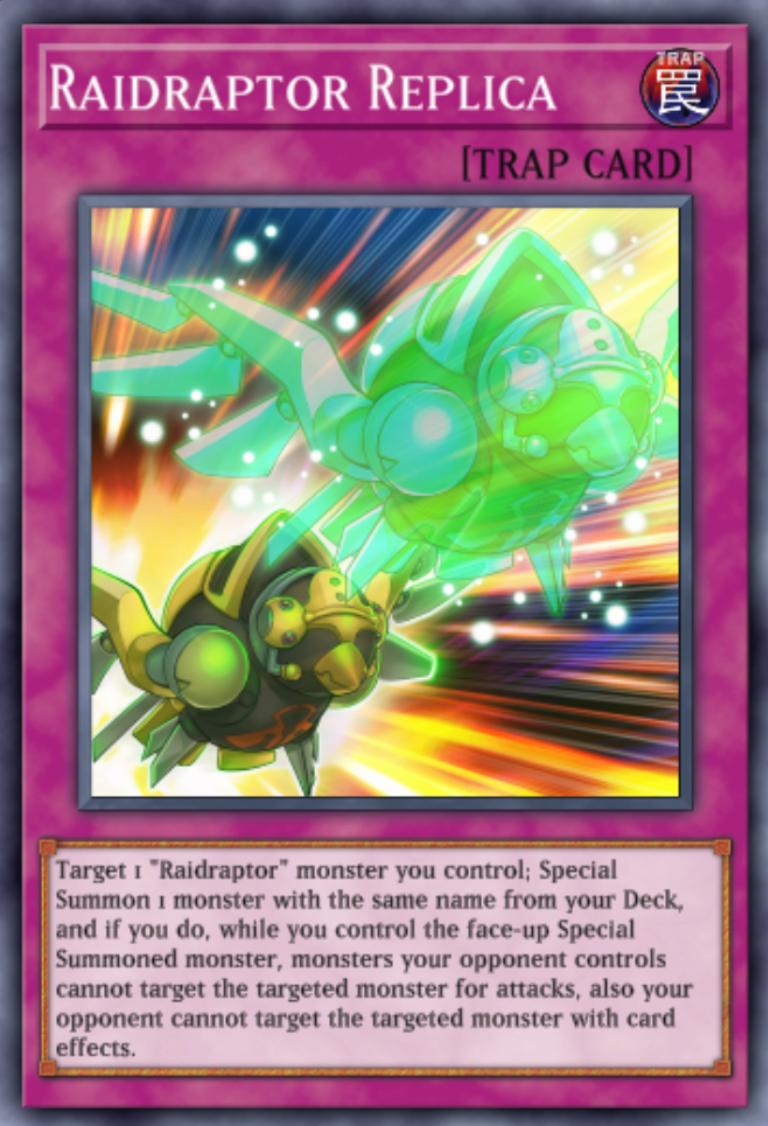 RAIDRAPTOR REPLICA
TRAP
罠
[TRAP CARD]
Target 1 "Raidraptor" monster you control; Special
Summon 1 monster with the same name from your Deck,
and if you do, while you control the face-up Special
Summoned monster, monsters your opponent controls
cannot target the targeted monster for attacks, also your
opponent cannot target the targeted monster with card
effects.